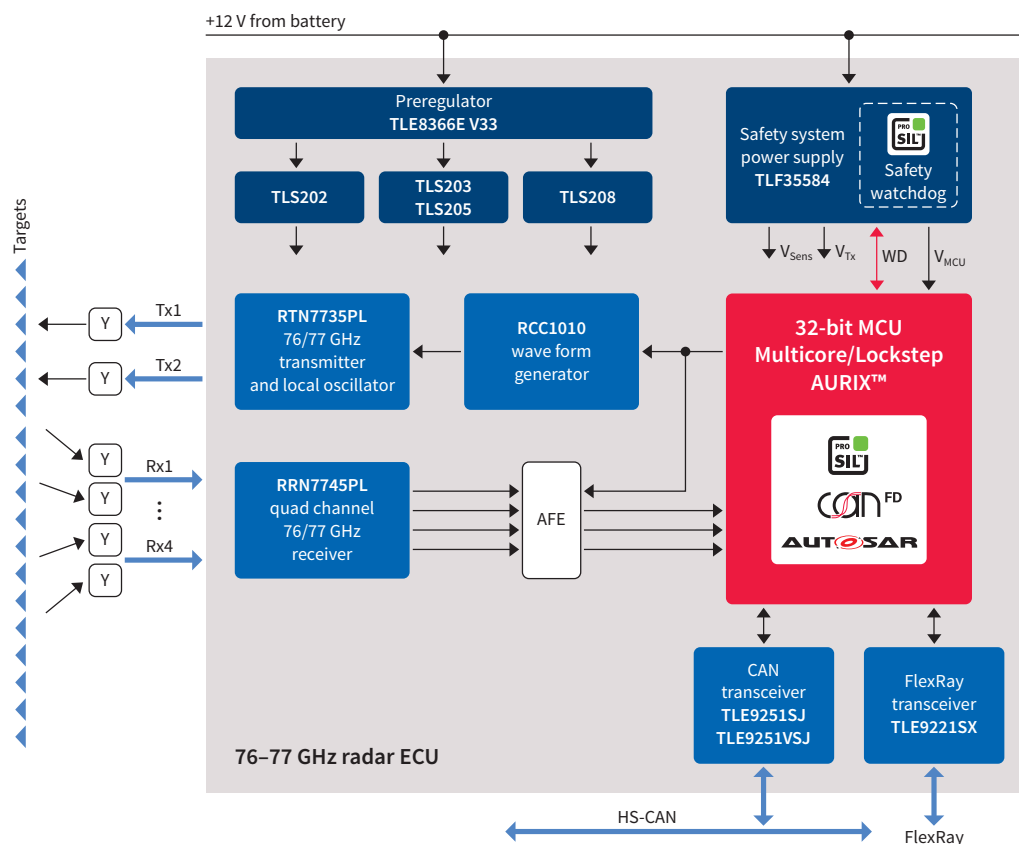 +12 V from battery
Preregulator
TLE8366E V33
TLS202
TLS203
TLS205
TLS208
Safety system
power supply
TLF35584
PRO
SIL™
Safety
watchdog
VSens
VTx
WD
VMCU
Targets
Y
Tx1
Y
Tx2
Y
Rx1
Y
⋮
Y
Rx4
Y
RTN7735PL
76/77 GHz
transmitter
and local oscillator
RCC1010
wave form
generator
RRN7745PL
quad channel
76/77 GHz
receiver
AFE
32-bit MCU
Multicore/Lockstep
AURIX™
PRO
SIL™
CAN FD
AUTOSAR
CAN
transceiver
TLE9251SJ
TLE9251VSJ
FlexRay
transceiver
TLE9221SX
76–77 GHz radar ECU
HS-CAN
FlexRay